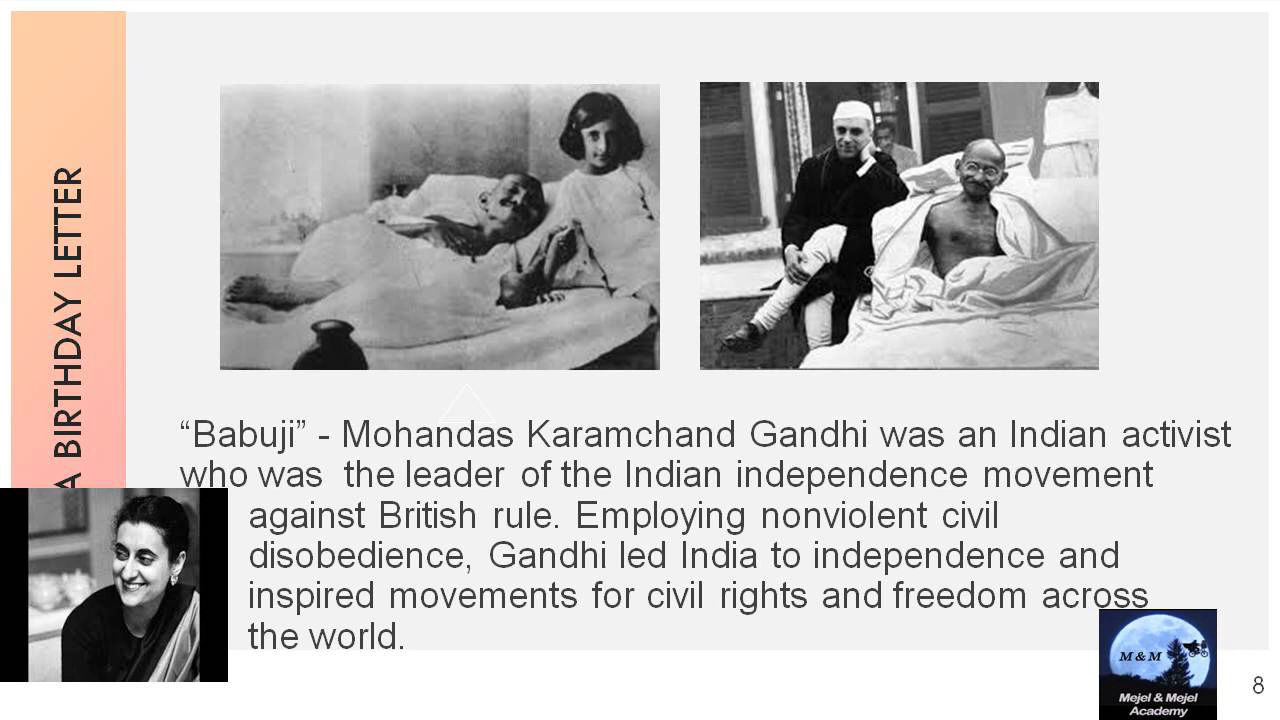 A BIRTHDAY LETTER
“Babuji” - Mohandas Karamchand Gandhi was an Indian activist
who was the leader of the Indian independence movement
against British rule. Employing nonviolent civil
disobedience, Gandhi led India to independence and
inspired movements for civil rights and freedom across
the world.
M & M
Mejel & Mejel
Academy
8